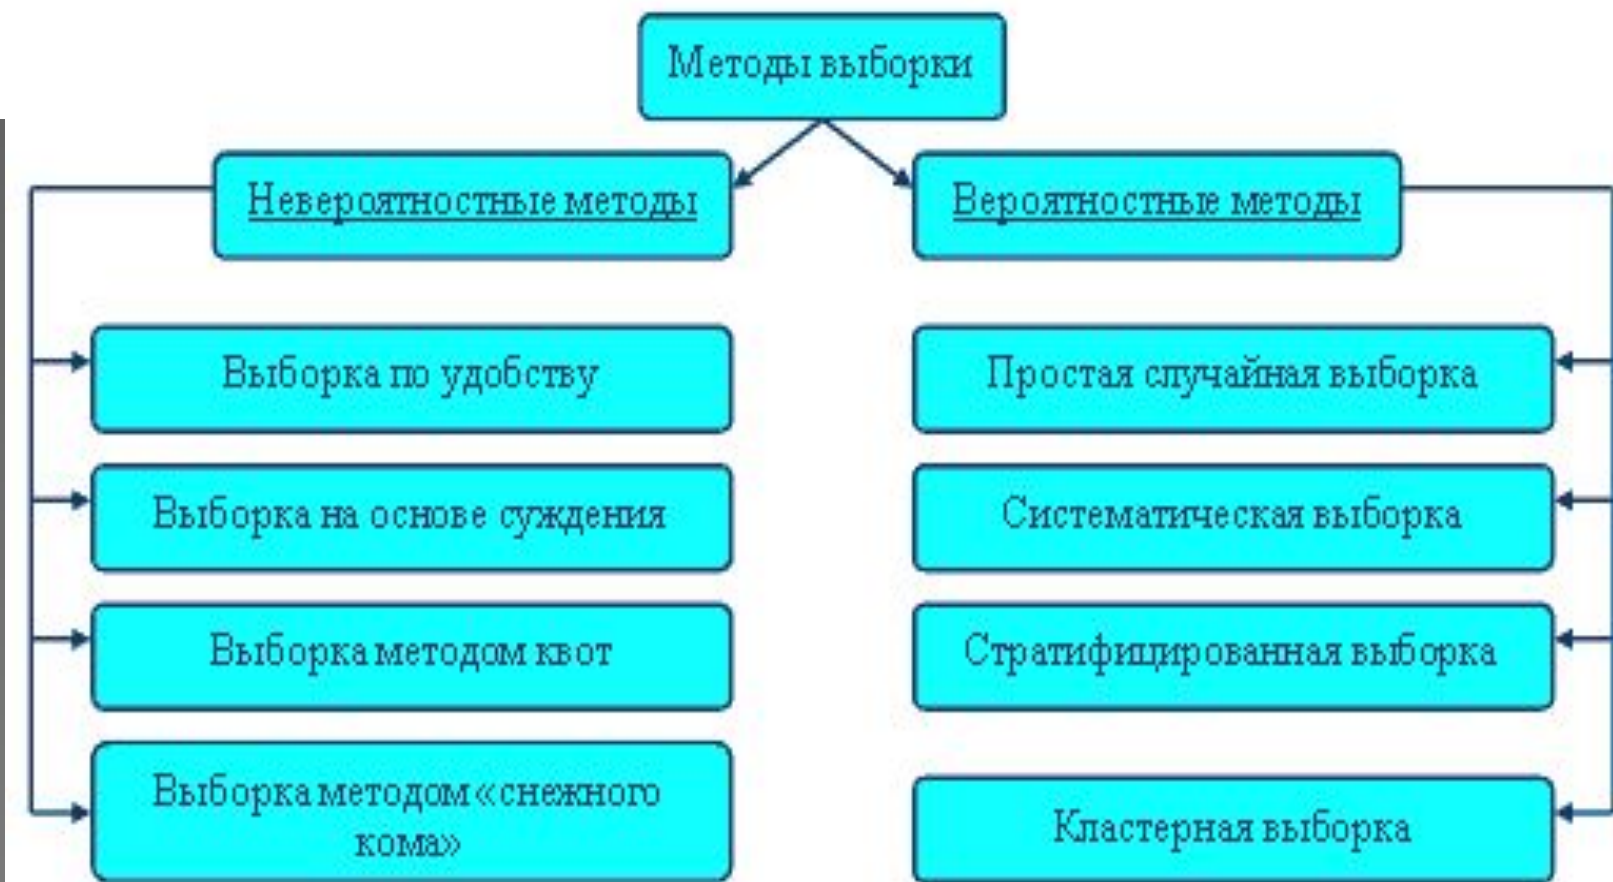 Методы выборки
Невероятностные методы
Вероятностные методы
Выборка по удобству
Простая случайная выборка
Выборка на основе суждения
Систематическая выборка
Выборка методом квот
Стратифицированная выборка
Выборка методом «снежного
кома»
Кластерная выборка